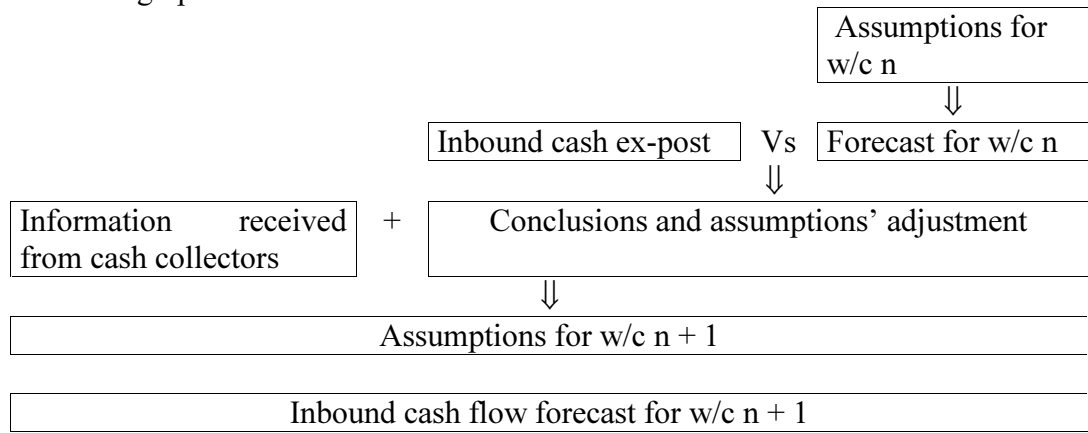 Assumptions for
w/c n
⇓
Inbound cash ex-post Vs Forecast for w/c n
⇓
Information received + Conclusions and assumptions’ adjustment
from cash collectors
⇓
Assumptions for w/c n + 1
Inbound cash flow forecast for w/c n + 1